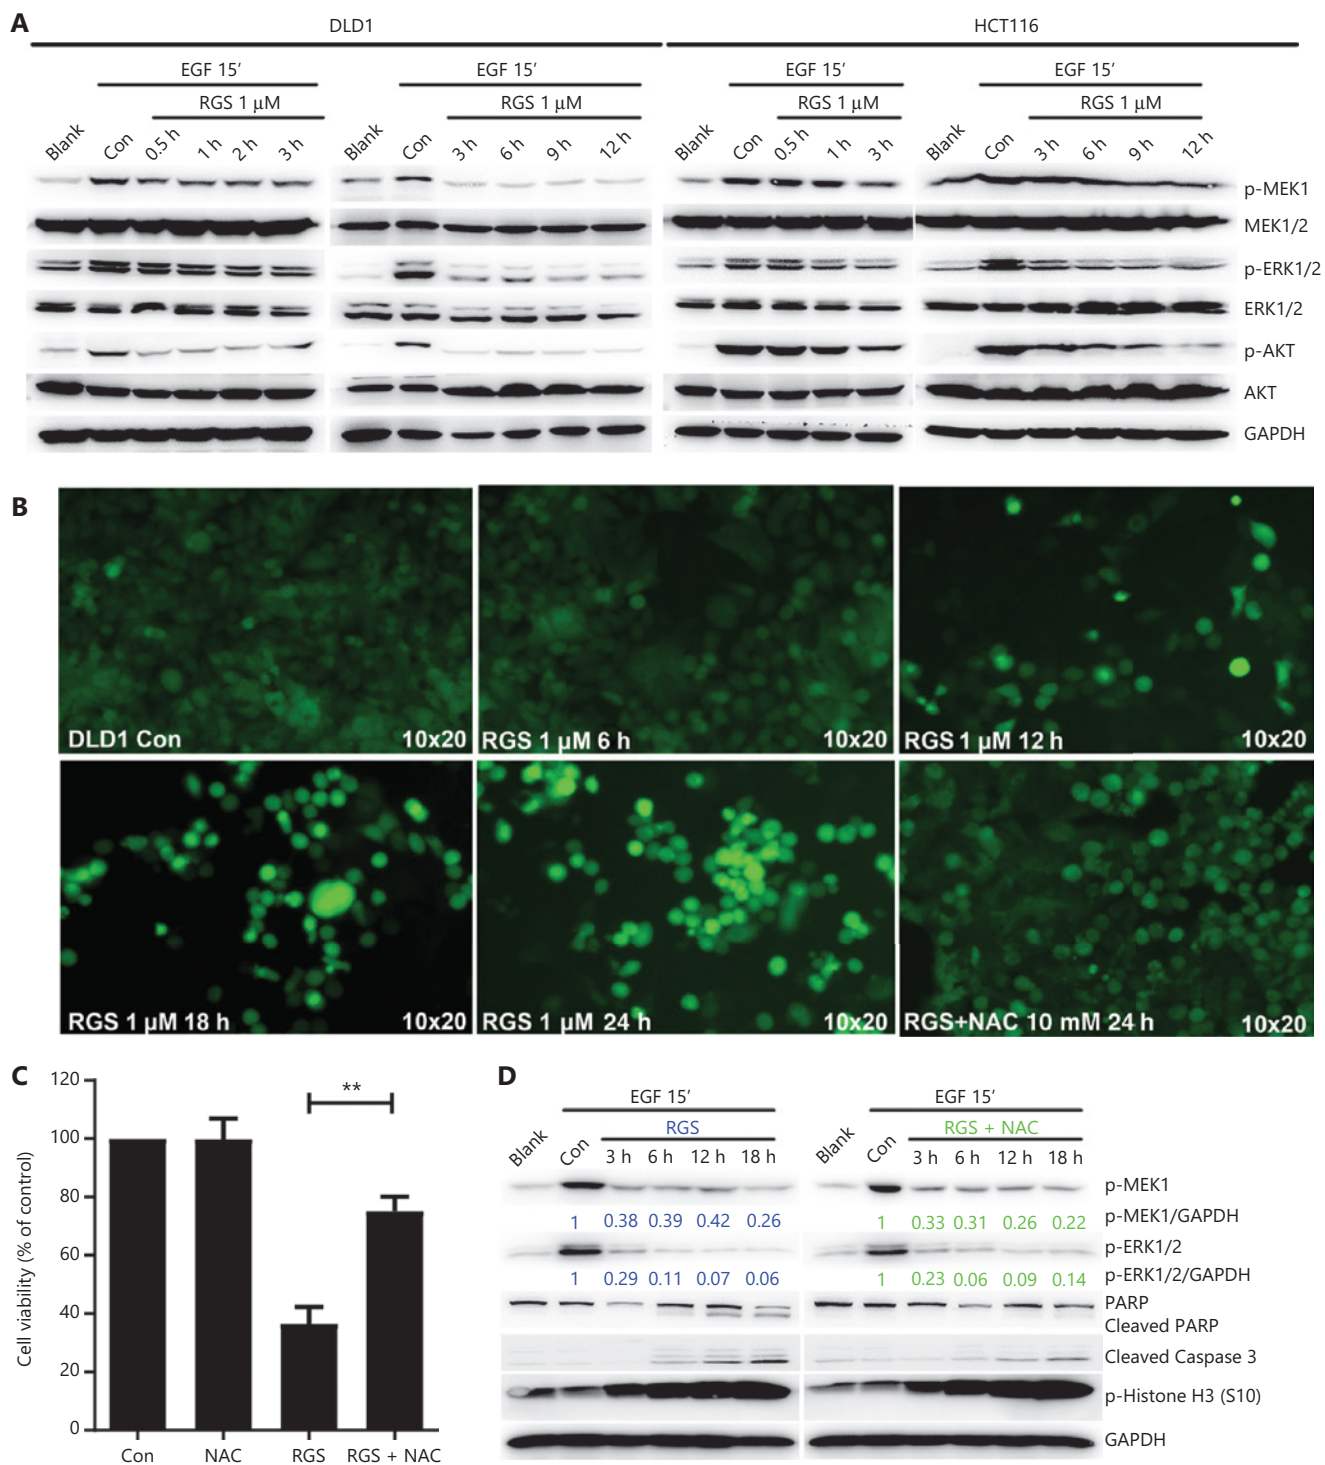 A
DLD1
HCT116
EGF 15′
EGF 15′
EGF 15′
EGF 15′
RGS 1 μM
RGS 1 μM
RGS 1 μM
RGS 1 μM
Blank Con 0.5 h 1 h 2 h 3 h
Blank Con 3 h 6 h 9 h 12 h
Blank Con 0.5 h 1 h 3 h
Blank Con 3 h 6 h 9 h 12 h
p-MEK1
MEK1/2
p-ERK1/2
ERK1/2
p-AKT
AKT
GAPDH
B
DLD1 Con 10x20
RGS 1 μM 6 h 10x20
RGS 1 μM 12 h 10x20
RGS 1 μM 18 h 10x20
RGS 1 μM 24 h 10x20
RGS+NAC 10 mM 24 h 10x20
C
Cell viability (% of control)
120
100
80
60
40
20
0
**
Con NAC RGS RGS + NAC
D
EGF 15′
EGF 15′
RGS
RGS + NAC
Blank Con 3 h 6 h 12 h 18 h
Blank Con 3 h 6 h 12 h 18 h
p-MEK1
1 0.38 0.39 0.42 0.26 1 0.33 0.31 0.26 0.22 p-MEK1/GAPDH
p-ERK1/2
1 0.29 0.11 0.07 0.06 1 0.23 0.06 0.09 0.14 p-ERK1/2/GAPDH
PARP
Cleaved PARP
Cleaved Caspase 3
p-Histone H3 (S10)
GAPDH